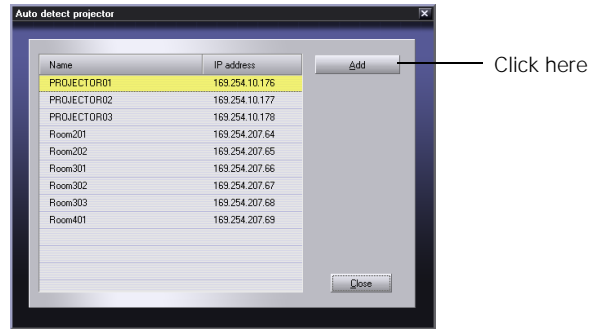 Auto detect projector
Name IP address Add Click here
PROJECTOR01 169.254.10.176
PROJECTOR02 169.254.10.177
PROJECTOR03 169.254.10.178
Room201 169.254.207.64
Room202 169.254.207.65
Room301 169.254.207.66
Room302 169.254.207.67
Room303 169.254.207.68
Room401 169.254.207.69
Close